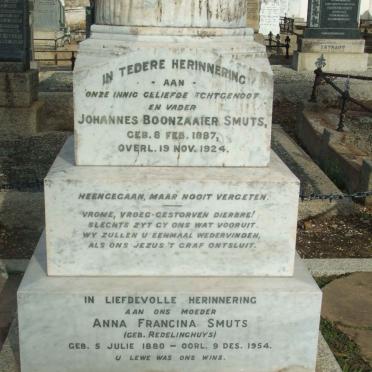 IN TEDERE HERINNERING
- AAN -
ONZE INNIG GELIEFDE ECHTGENOOT
EN VADER
JOHANNES BOONZAAIER SMUTS,
GEB. 8 FEB. 1887,
OVERL. 19 NOV. 1924.
HEENGEGAAN, MAAR NOOIT VERGETEN.
VROME, VROEG-GESTORVEN DIERBRE!
SLECHTS ZYT GY ONS WAT VOORUIT.
WY ZULLEN U EENMAAL WEDERVINDEN,
ALS ONS JEZUS 'T GRAF ONTSLUIT.
IN LIEFDEVOLLE HERINNERING
AAN ONS MOEDER
ANNA FRANCINA SMUTS
(GEB. REDELINGHUYS)
GEB. 5 JULIE 1880 - OORL. 9 DES. 1954.
U LEWE WAS ONS WINS.